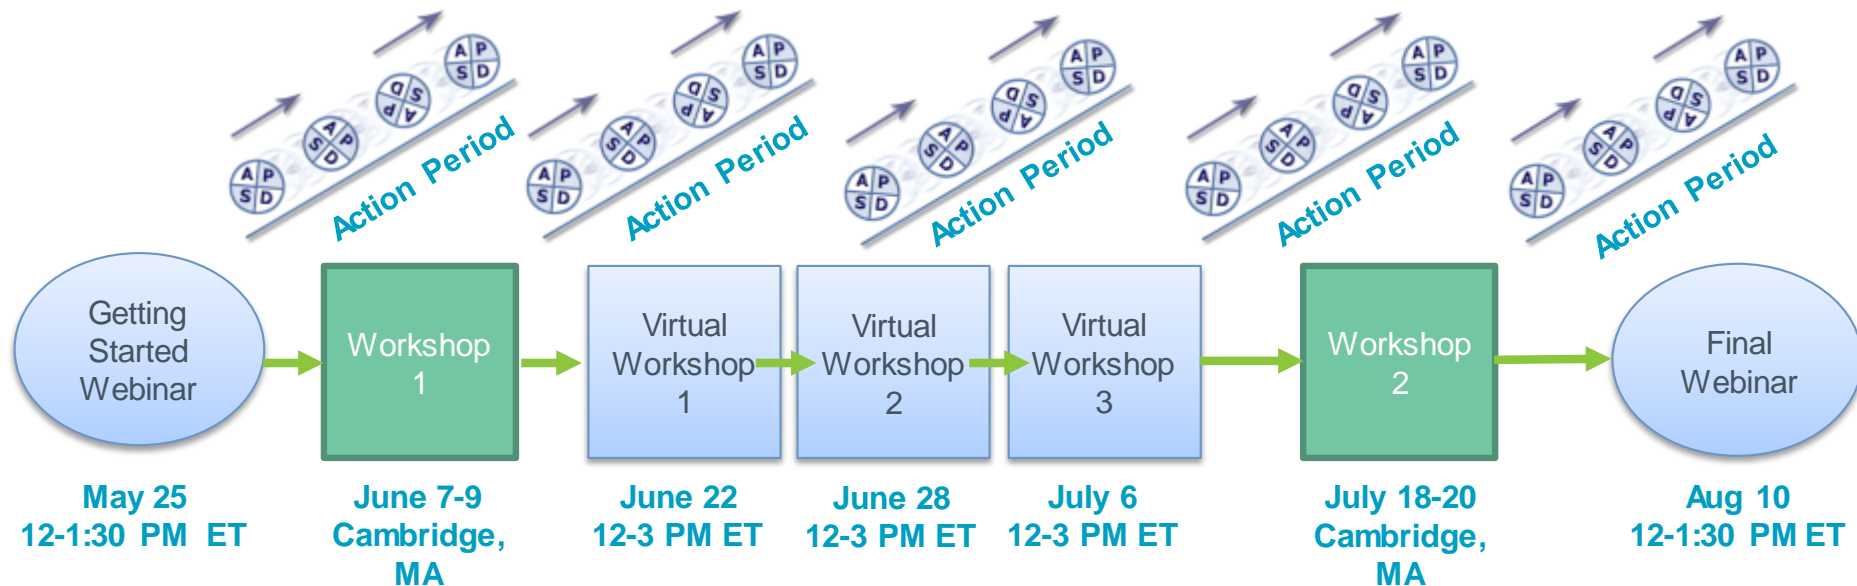 A P
S D
A P
S D
A P
S D
A P
S D
Action Period
A P
S D
A P
S D
A P
S D
A P
S D
Action Period
A P
S D
A P
S D
A P
S D
A P
S D
Action Period
A P
S D
A P
S D
A P
S D
A P
S D
Action Period
A P
S D
A P
S D
A P
S D
A P
S D
Action Period
Getting
Started
Webinar
Workshop
1
Virtual
Workshop
1
Virtual
Workshop
2
Virtual
Workshop
3
Workshop
2
Final
Webinar
May 25
12-1:30 PM ET
June 7-9
Cambridge,
MA
June 22
12-3 PM ET
June 28
12-3 PM ET
July 6
12-3 PM ET
July 18-20
Cambridge,
MA
Aug 10
12-1:30 PM ET